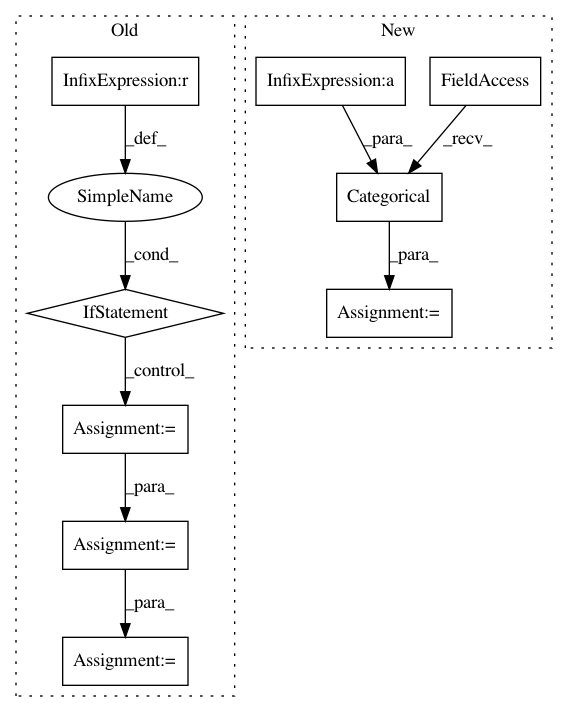 Old
InfixExpression:r
_def_
SimpleName
_cond_
IfStatement
_control_
Assignment:=
_para_
Assignment:=
_para_
Assignment:=
New
InfixExpression:a
FieldAccess
_para_
_recv_
Categorical
_para_
Assignment:=